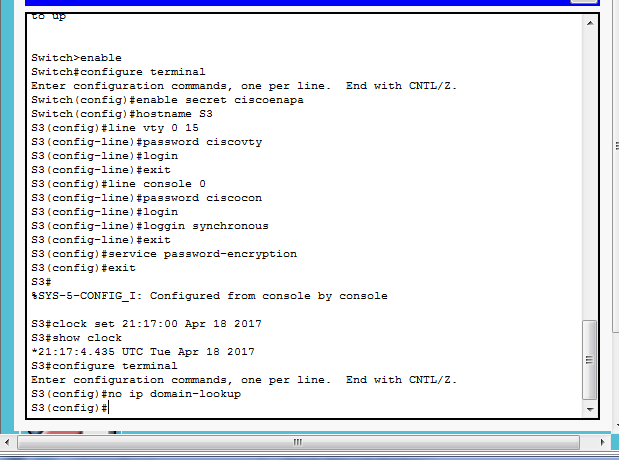 to up
Switch>enable
Switch#configure terminal
Enter configuration commands, one per line.  End with CNTL/Z.
Switch(config)#enable secret ciscoenapa
Switch(config)#hostname S3
S3(config)#line vty 0 15
S3(config-line)#password ciscovty
S3(config-line)#login
S3(config-line)#exit
S3(config)#line console 0
S3(config-line)#password ciscocon
S3(config-line)#login
S3(config-line)#loggin synchronous
S3(config-line)#exit
S3(config)#service password-encryption
S3(config)#exit
S3#
%SYS-5-CONFIG_I: Configured from console by console
S3#clock set 21:17:00 Apr 18 2017
S3#show clock
*21:17:4.435 UTC Tue Apr 18 2017
S3#configure terminal
Enter configuration commands, one per line.  End with CNTL/Z.
S3(config)#no ip domain-lookup
S3(config)#